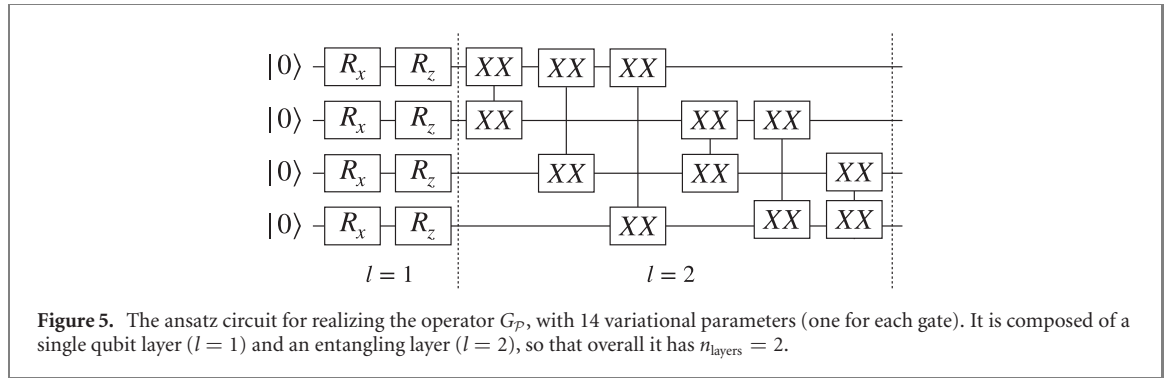 |0⟩ R_x R_z XX XX XX
|0⟩ R_x R_z XX XX XX
|0⟩ R_x R_z XX XX XX
|0⟩ R_x R_z XX XX XX
l = 1 l = 2
Figure 5. The ansatz circuit for realizing the operator G_𝒫, with 14 variational parameters (one for each gate). It is composed of a
single qubit layer (l = 1) and an entangling layer (l = 2), so that overall it has n_layers = 2.